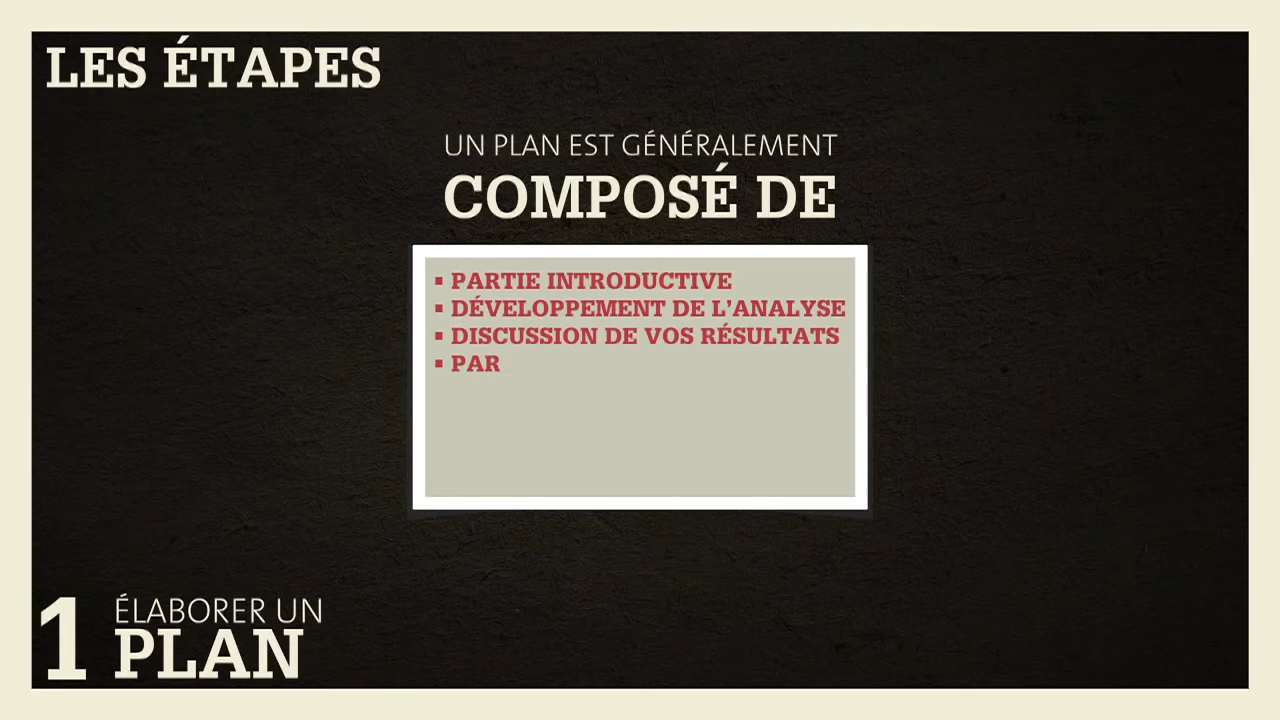 LES ÉTAPES
UN PLAN EST GÉNÉRALEMENT
COMPOSÉ DE
▪ PARTIE INTRODUCTIVE
▪ DÉVELOPPEMENT DE L’ANALYSE
▪ DISCUSSION DE VOS RÉSULTATS
▪ PAR
1 ÉLABORER UN
PLAN